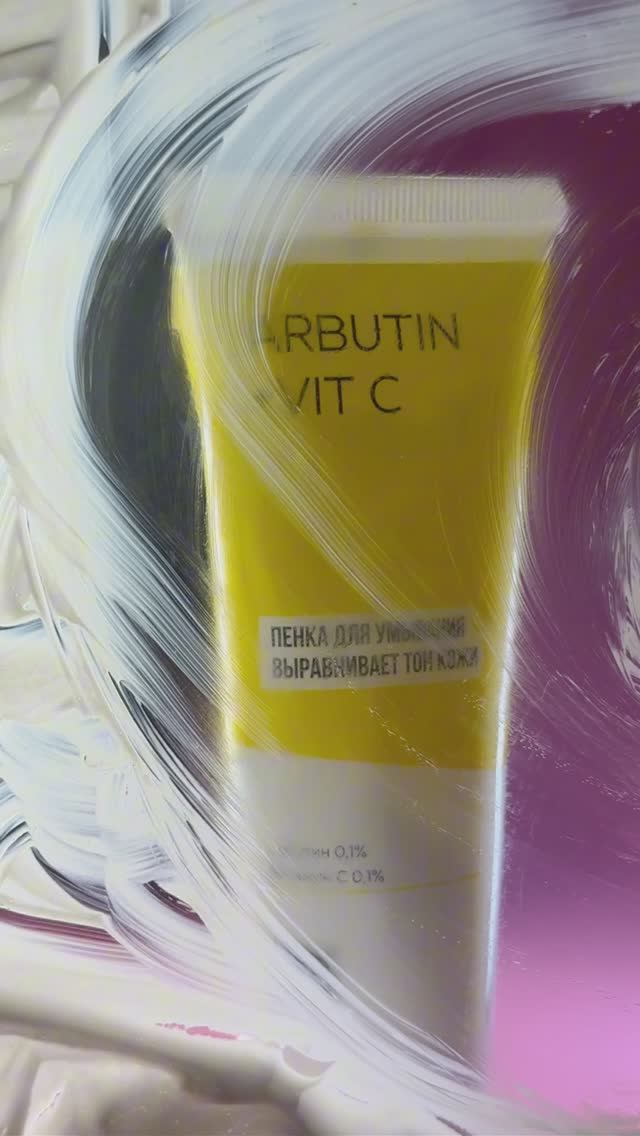 ARBUTIN
+VIT C
ПЕНКА ДЛЯ УМЫВАНИЯ
ВЫРАВНИВАЕТ ТОН КОЖИ
0,1%
С 0,1%